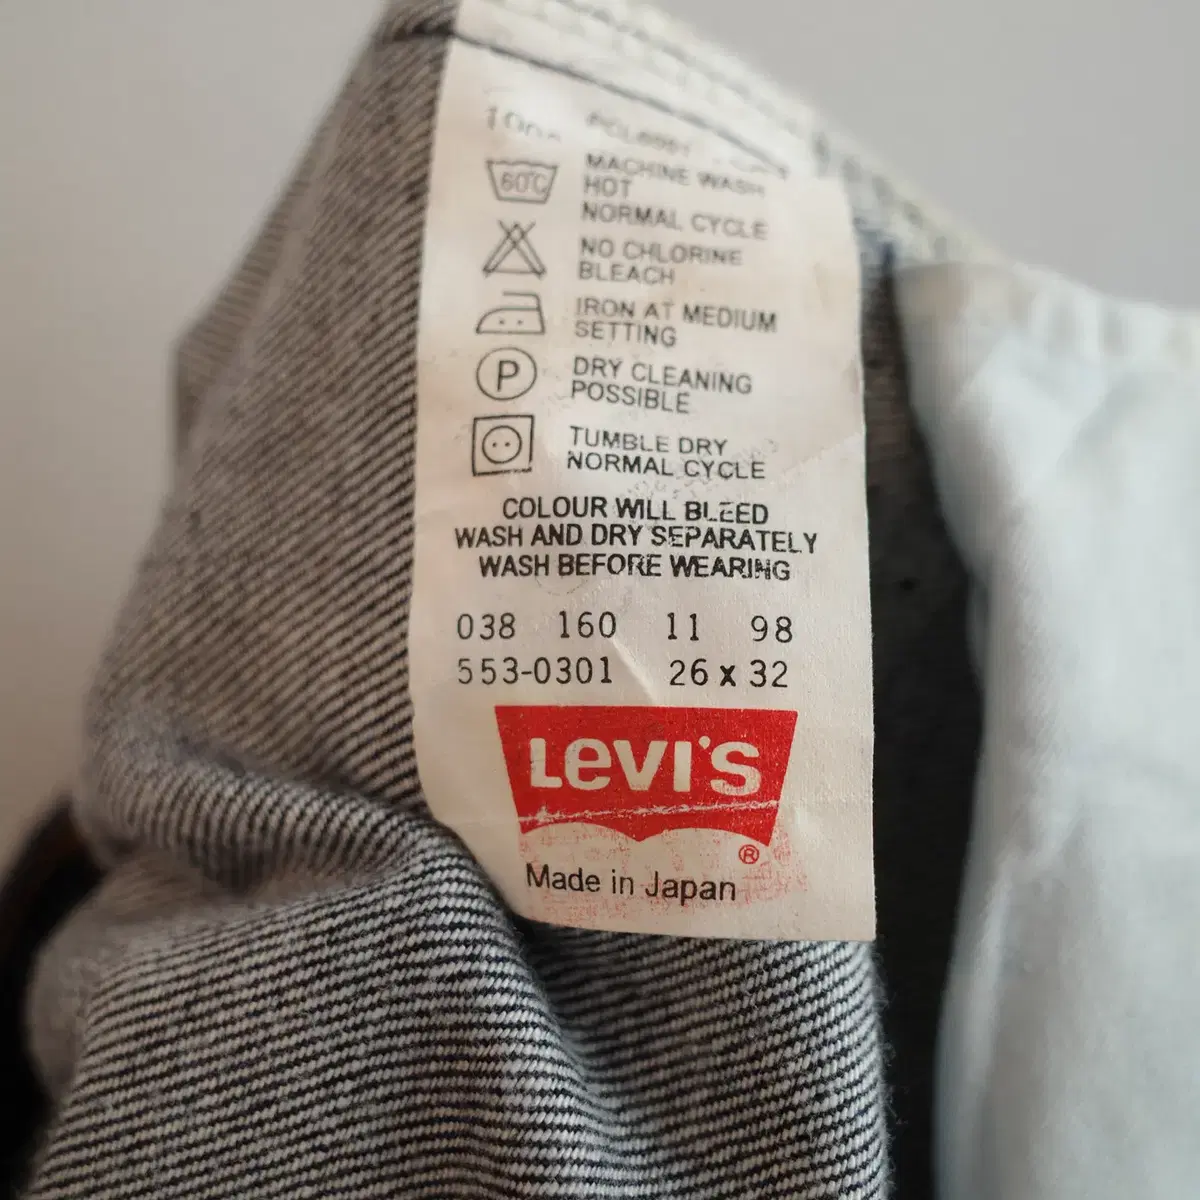 60°C
MACHINE WASH
HOT
NORMAL CYCLE
NO CHLORINE
BLEACH
IRON AT MEDIUM
SETTING
P
DRY CLEANING
POSSIBLE
TUMBLE DRY
NORMAL CYCLE
COLOUR WILL BLEED
WASH AND DRY SEPARATELY
WASH BEFORE WEARING
038 160 11 98
553-0301 26 x 32
LEVI'S
®
Made in Japan